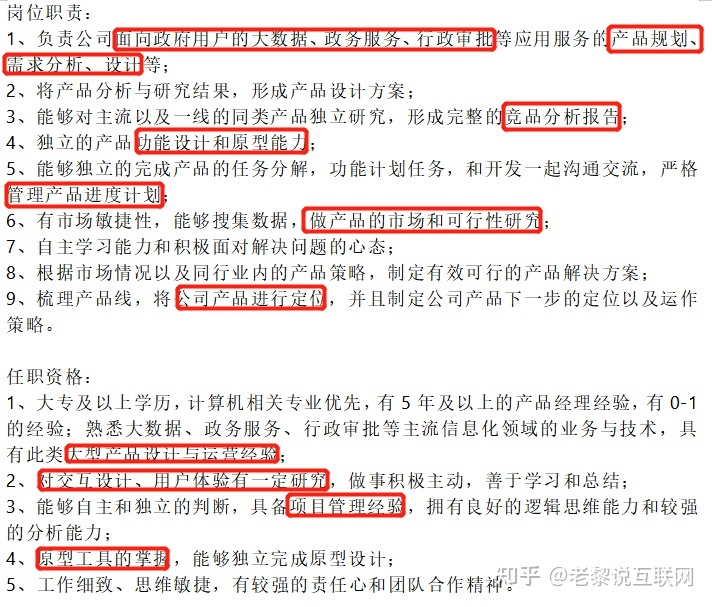 岗位职责：
1、负责公司面向政府用户的大数据、政务服务、行政审批等应用服务的产品规划、
需求分析、设计等；
2、将产品分析与研究结果，形成产品设计方案；
3、能够对主流以及一线的同类产品独立研究，形成完整的竞品分析报告；
4、独立的产品功能设计和原型能力；
5、能够独立的完成产品的任务分解，功能计划任务，和开发一起沟通交流，严格
管理产品进度计划；
6、有市场敏捷性，能够搜集数据，做产品的市场和可行性研究；
7、自主学习能力和积极面对解决问题的心态；
8、根据市场情况以及同行业内的产品策略，制定有效可行的产品解决方案；
9、梳理产品线，将公司产品进行定位，并且制定公司产品下一步的定位以及运作
策略。
任职资格：
1、大专及以上学历，计算机相关专业优先，有5年及以上的产品经理经验，有0-1
的经验；熟悉大数据、政务服务、行政审批等主流信息化领域的业务与技术，具
有此类大型产品设计与运营经验；
2、对交互设计、用户体验有一定研究，做事积极主动，善于学习和总结；
3、能够自主和独立的判断，具备项目管理经验，拥有良好的逻辑思维能力和较强
的分析能力；
4、原型工具的掌握，能够独立完成原型设计；
5、工作细致、思维敏捷，有较强的责任心和团队合作精神。
知乎 @老黎说互联网